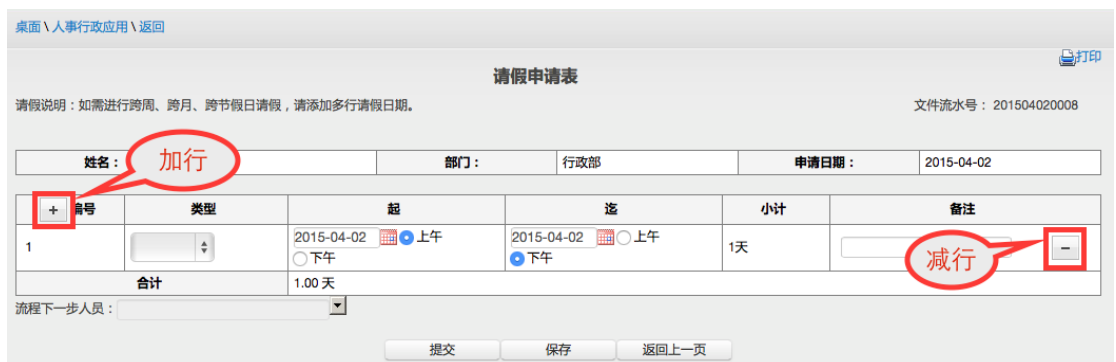 桌面 \ 人事行政应用 \ 返回
打印
请假申请表
请假说明：如需进行跨周、跨月、跨节假日请假，请添加多行请假日期。 文件流水号： 201504020008
姓名： 加行 部门： 行政部 申请日期： 2015-04-02
+ 编号 类型 起 迄 小计 备注
1 2015-04-02 上午 2015-04-02 上午 1天 减行 -
下午 下午
合计 1.00 天
流程下一步人员：
提交 保存 返回上一页